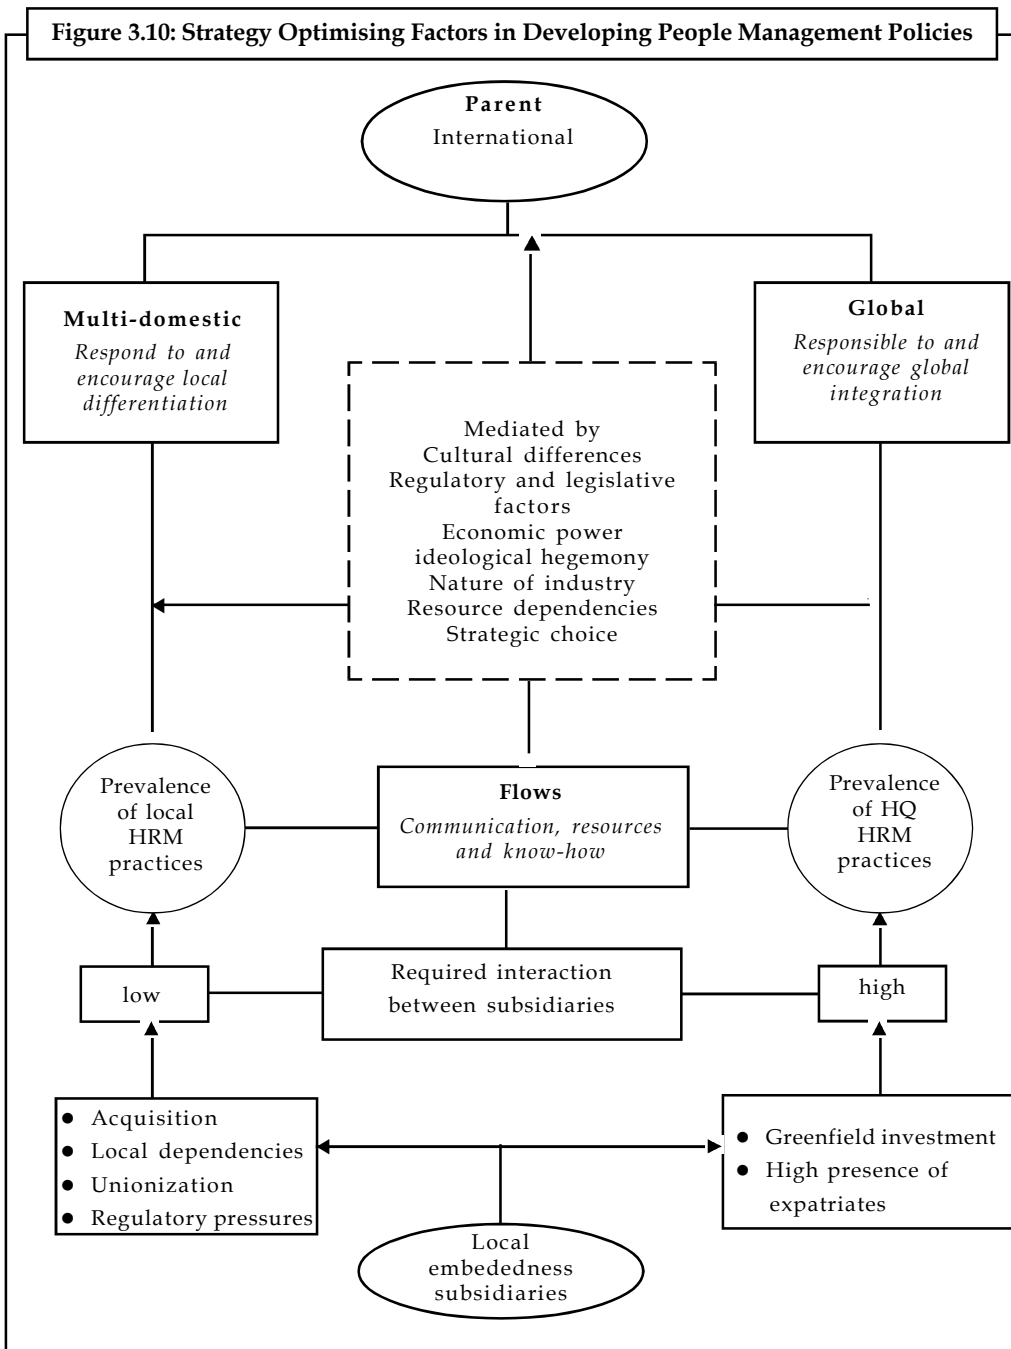 Figure 3.10: Strategy Optimising Factors in Developing People Management Policies
Parent
International
Multi-domestic
Respond to and
encourage local
differentiation
Global
Responsible to and
encourage global
integration
Mediated by
Cultural differences
Regulatory and legislative
factors
Economic power
ideological hegemony
Nature of industry
Resource dependencies
Strategic choice
Prevalence
of local
HRM
practices
Flows
Communication, resources
and know-how
Prevalence
of HQ
HRM
practices
low
Required interaction
between subsidiaries
high
● Acquisition
● Local dependencies
● Unionization
● Regulatory pressures
● Greenfield investment
● High presence of
expatriates
Local
embededness
subsidiaries